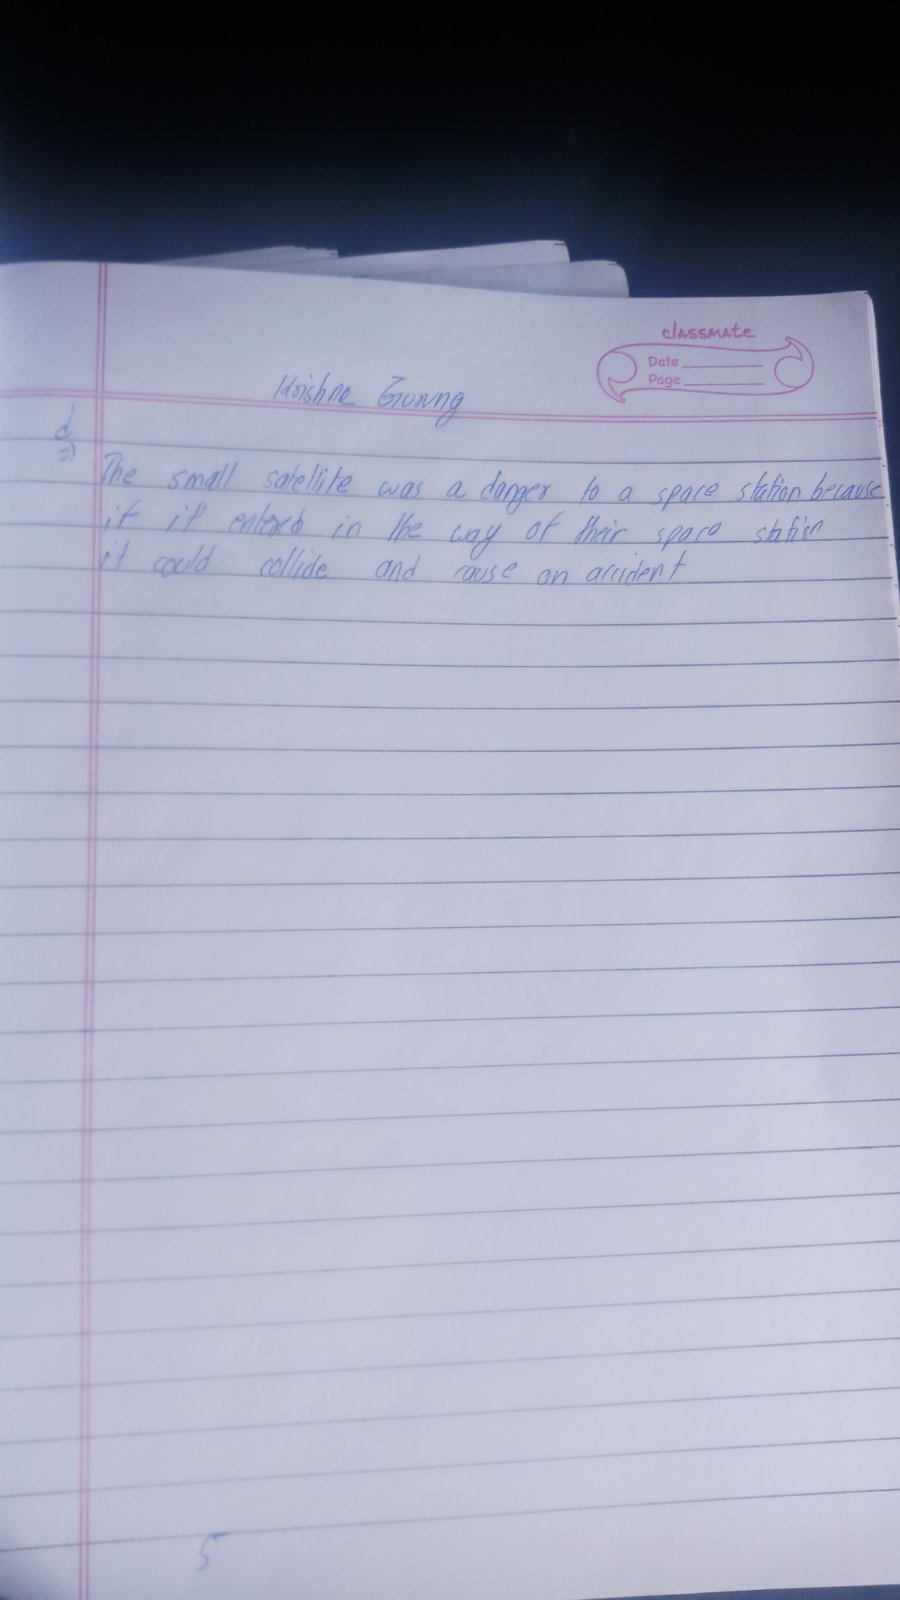 classmate
Date
Page
Krishna Gurung
d
=)
The small satellite was a danger to a space station because
if it entered in the way of their space station
it could collide and cause an accident
5